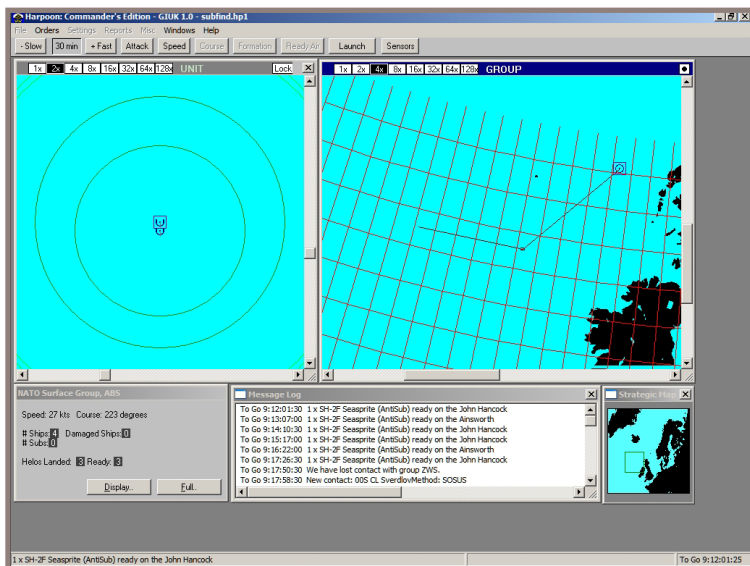 Harpoon: Commander's Edition - GIUK 1.0 - subfind.hp1
File Orders Settings Reports Misc Windows Help
- Slow 30 min + Fast Attack Speed Course Formation Ready Air Launch Sensors
1x 2x 4x 8x 16x 32x 64x 128x UNIT Lock
1x 2x 4x 8x 16x 32x 64x 128x GROUP
NATO Surface Group, ABS
Speed: 27 kts Course: 223 degrees
# Ships: 4 Damaged Ships: 0
# Subs: 0
Helos Landed: 3 Ready: 3
Display.. Full..
Message Log
To Go 9:12:01:30 1 x SH-2F Seasprite (AntiSub) ready on the John Hancock
To Go 9:13:07:00 1 x SH-2F Seasprite (AntiSub) ready on the Ainsworth
To Go 9:14:10:30 1 x SH-2F Seasprite (AntiSub) ready on the John Hancock
To Go 9:15:17:00 1 x SH-2F Seasprite (AntiSub) ready on the John Hancock
To Go 9:16:22:00 1 x SH-2F Seasprite (AntiSub) ready on the Ainsworth
To Go 9:17:26:30 1 x SH-2F Seasprite (AntiSub) ready on the John Hancock
To Go 9:17:50:30 We have lost contact with group ZWS.
To Go 9:17:58:30 New contact: 00S CL SverdlovMethod: SOSUS
Strategic Map
1 x SH-2F Seasprite (AntiSub) ready on the John Hancock
To Go 9:12:01:25